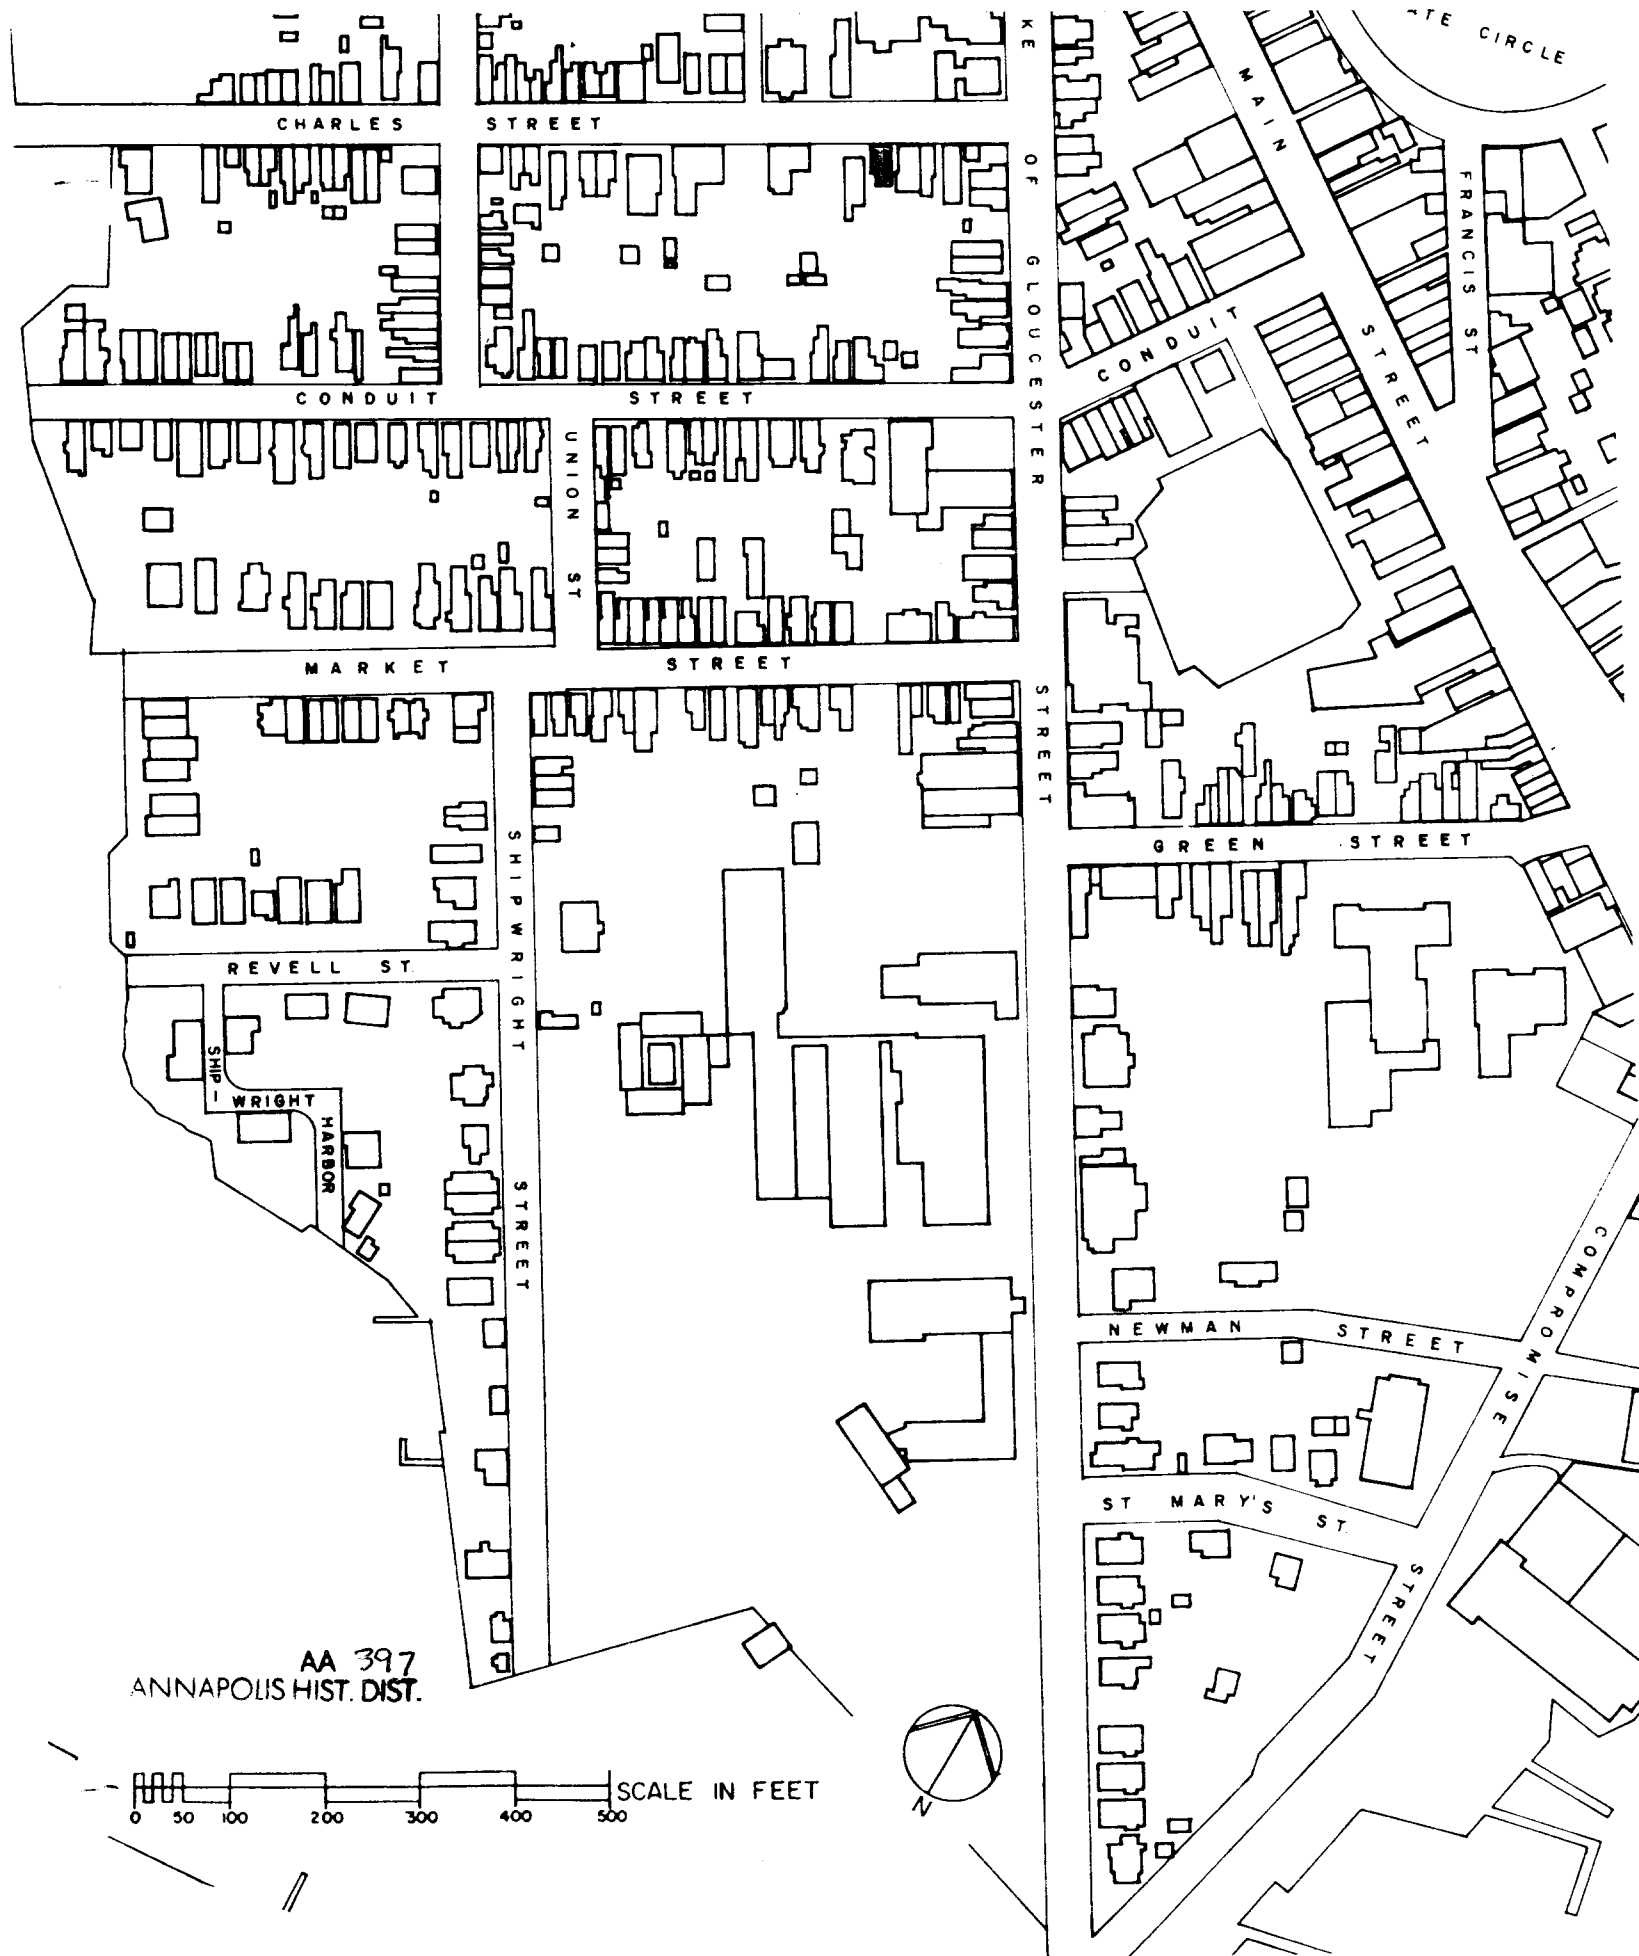 ATE CIRCLE
KE OF GLOUCESTER STREET
MAIN STREET
CHARLES STREET
FRANCIS ST
CONDUIT
CONDUIT STREET
UNION ST
MARKET STREET
GREEN STREET
SHIPWRIGHT STREET
REVELL ST.
SHIP-
WRIGHT
HARBOR
COMPROMISE STREET
NEWMAN STREET
ST MARY'S ST.
AA 397
ANNAPOLIS HIST. DIST.
SCALE IN FEET
0 50 100 200 300 400 500
N